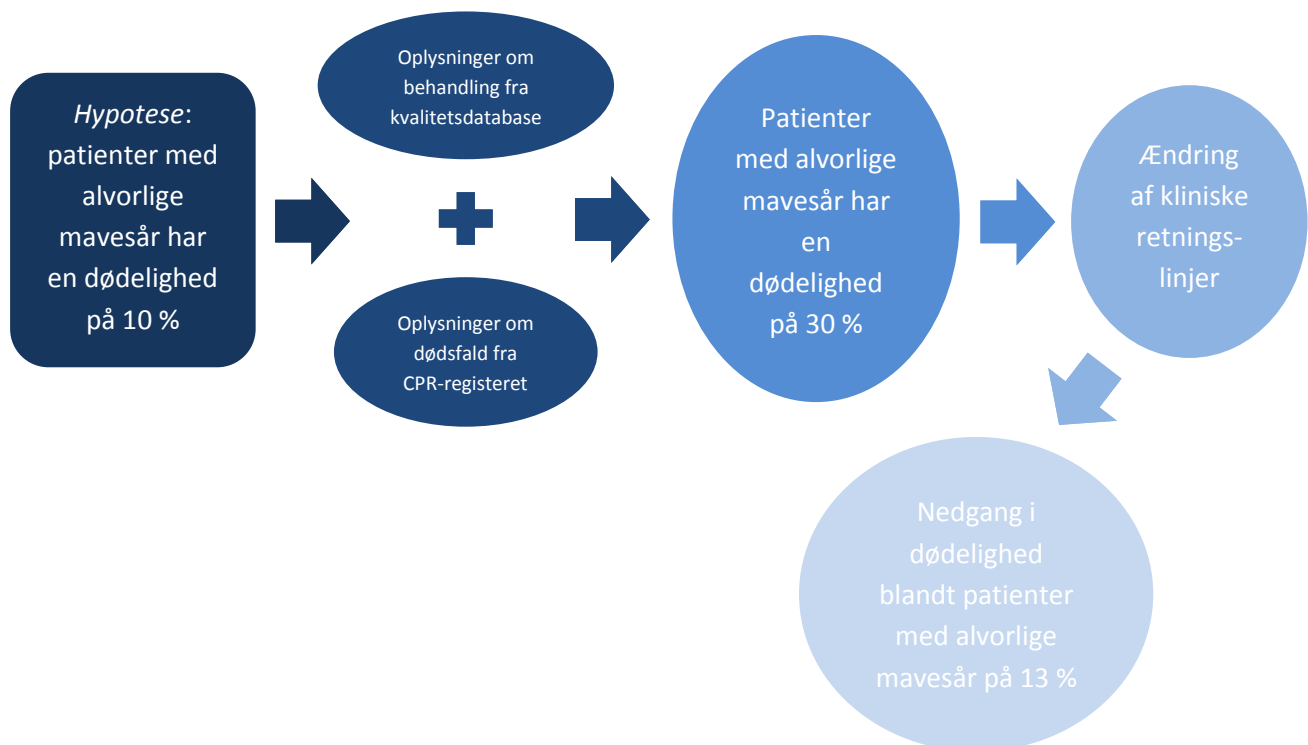 Hypotese:
patienter med
alvorlige
mavesår har
en dødelighed
på 10 %
Oplysninger om
behandling fra
kvalitetsdatabase
Oplysninger om
dødsfald fra
CPR-registeret
Patienter
med alvorlige
mavesår har
en
dødelighed
på 30 %
Ændring
af kliniske
retnings-
linjer
Nedgang i
dødelighed
blandt patienter
med alvorlige
mavesår på 13 %